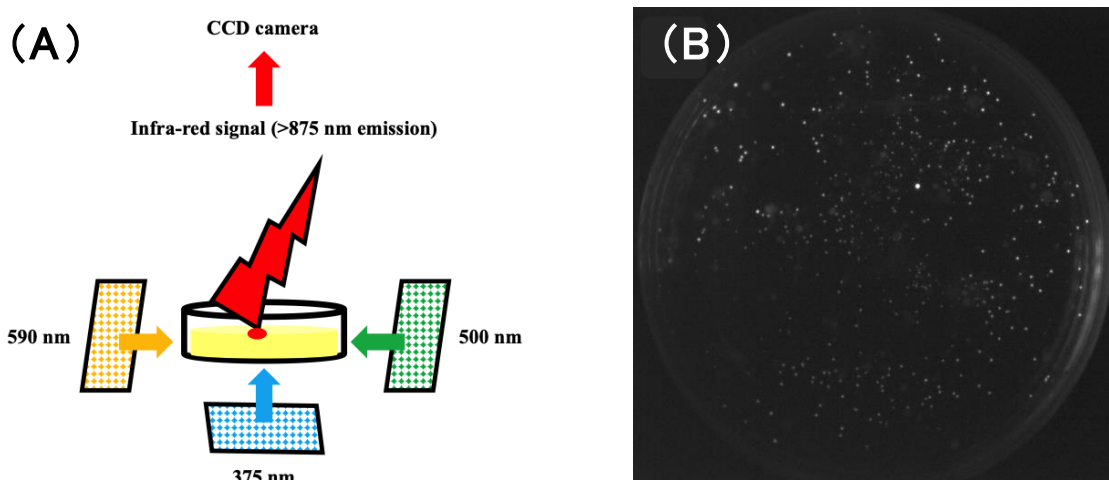 (A)
CCD camera
Infra-red signal (>875 nm emission)
590 nm
500 nm
375 nm
(B)